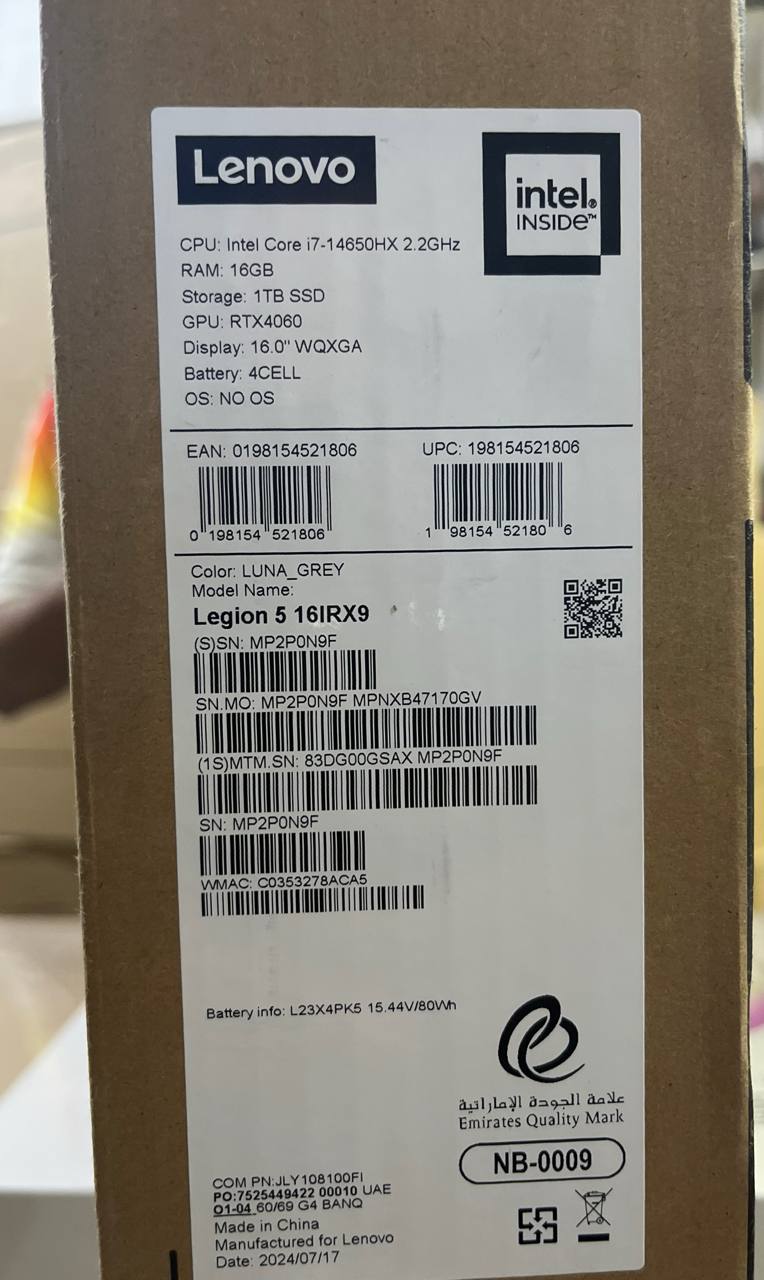 Lenovo
intel.
INSIDE™
CPU: Intel Core i7-14650HX 2.2GHz
RAM: 16GB
Storage: 1TB SSD
GPU: RTX4060
Display: 16.0" WQXGA
Battery: 4CELL
OS: NO OS
EAN: 0198154521806
UPC: 198154521806
0 198154 521806
1 98154 52180 6
Color: LUNA_GREY
Model Name:
Legion 5 16IRX9
(S)SN: MP2P0N9F
SN.MO: MP2P0N9F MPNXB47170GV
(1S)MTM.SN: 83DG00GSAX MP2P0N9F
SN: MP2P0N9F
WMAC: C0353278ACA5
Battery info: L23X4PK5 15.44V/80Wh
علامة الجودة الإماراتية
Emirates Quality Mark
NB-0009
COM PN:JLY108100FI
PO:7525449422 00010 UAE
O1-04 60/69 G4 BANQ
Made in China
Manufactured for Lenovo
Date: 2024/07/17